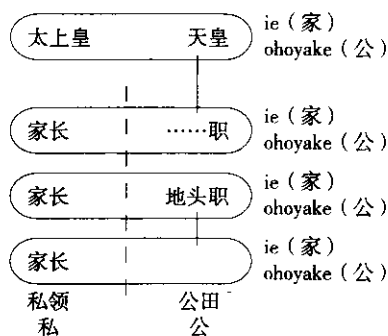 太上皇 天皇 ie（家）
ohoyake（公）
家长 ……职 ie（家）
ohoyake（公）
家长 地头职 ie（家）
ohoyake（公）
家长 ie（家）
ohoyake（公）
私领 公田
私 公